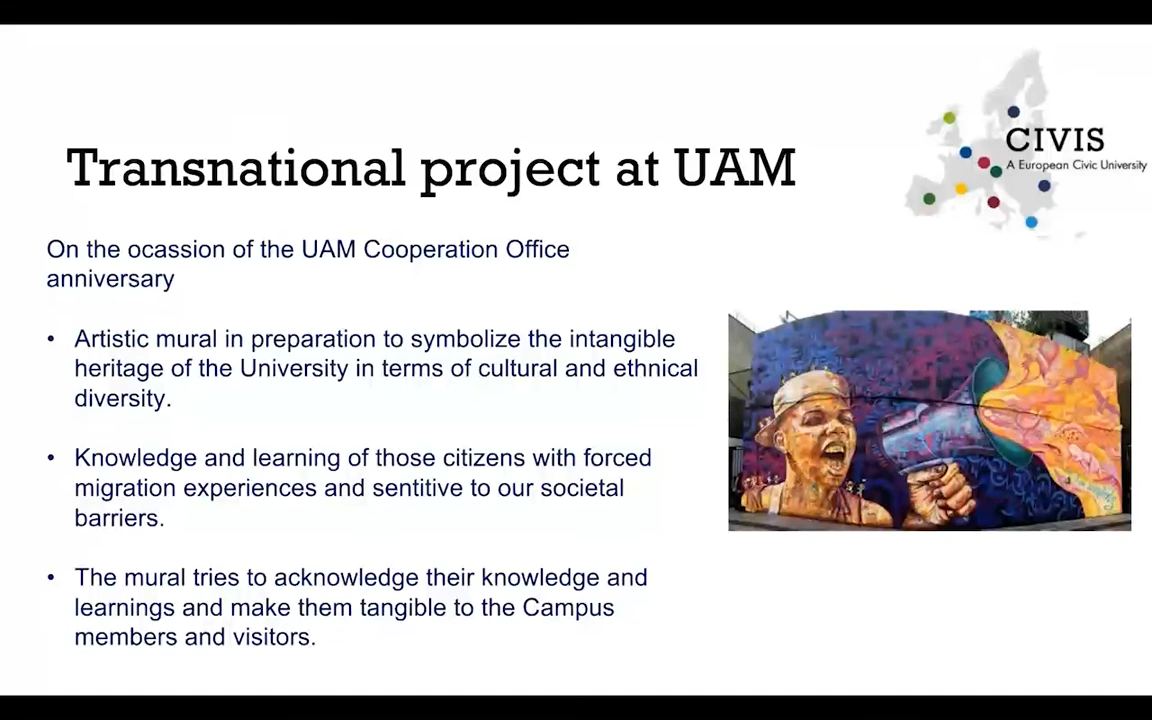 Transnational project at UAM
CIVIS
A European Civic University
On the ocassion of the UAM Cooperation Office
anniversary
• Artistic mural in preparation to symbolize the intangible
heritage of the University in terms of cultural and ethnical
diversity.
• Knowledge and learning of those citizens with forced
migration experiences and sentitive to our societal
barriers.
• The mural tries to acknowledge their knowledge and
learnings and make them tangible to the Campus
members and visitors.